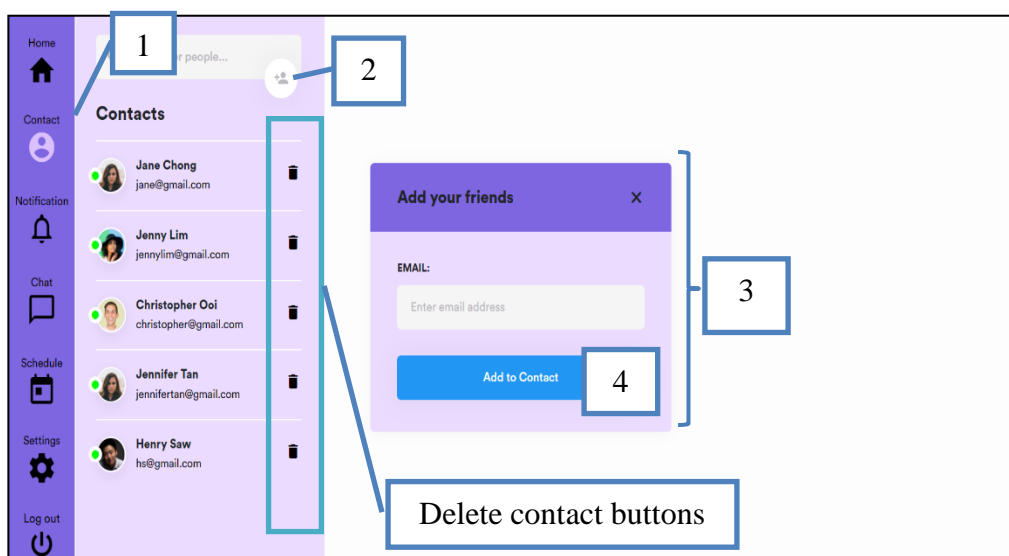 Home
Contact
Notification
Chat
Schedule
Settings
Log out
1
people...
2
Contacts
Jane Chong
jane@gmail.com
Jenny Lim
jennylim@gmail.com
Christopher Ooi
christopher@gmail.com
Jennifer Tan
jennifertan@gmail.com
Henry Saw
hs@gmail.com
Add your friends
EMAIL:
Enter email address
Add to Contact
4
3
Delete contact buttons